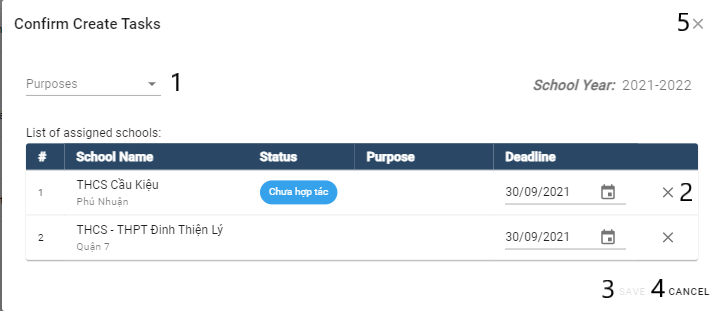 Confirm Create Tasks 5 ×
Purposes 1 School Year: 2021-2022
List of assigned schools:
# School Name Status Purpose Deadline
1 THCS Cầu Kiệu Chưa hợp tác 30/09/2021 × 2
Phú Nhuận
2 THCS - THPT Đinh Thiện Lý 30/09/2021 ×
Quận 7
3 SAVE 4 CANCEL